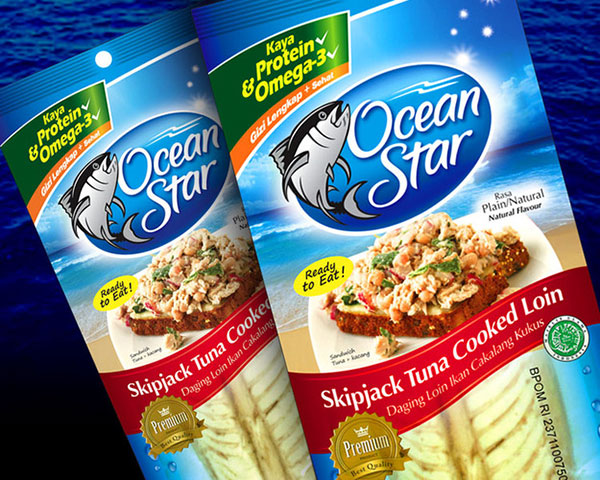 Kaya
Protein
& Omega-3
Gizi Lengkap + Sehat
Ocean
Star
Ready
to Eat!
Sandwich
Tuna + kacang
Skipjack Tuna Cooked Loin
Daging Loin Ikan
Premium
Best Quality
Kaya
Protein
& Omega-3
Gizi Lengkap + Sehat
Ocean
Star
Rasa
Plain/Natural
Natural Flavour
Ready
to Eat!
Sandwich
Tuna + kacang
Skipjack Tuna Cooked Loin
Daging Loin Ikan Cakalang Kukus
Premium
Best Quality
BPOM RI 2371100750